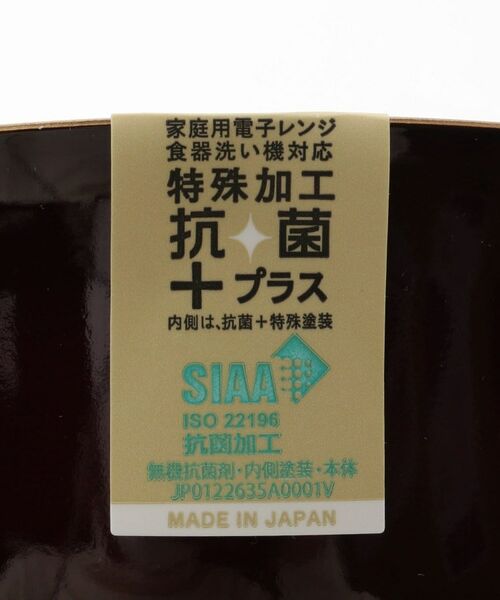 家庭用電子レンジ
食器洗い機対応
特殊加工
抗菌
＋プラス
内側は、抗菌＋特殊塗装
SIAA
ISO 22196
抗菌加工
無機抗菌剤・内側塗装・本体
JP0122635A0001V
MADE IN JAPAN